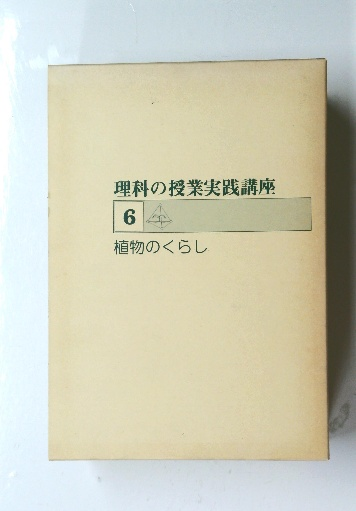 理科の授業実践講座
6
植物のくらし